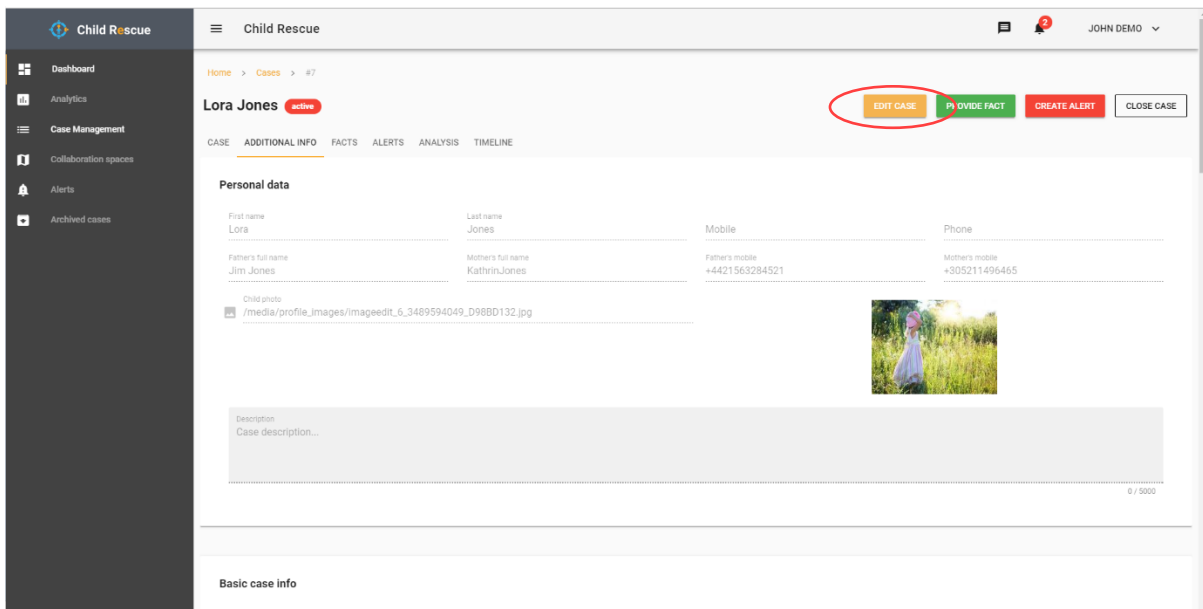 Child Rescue
Child Rescue
2
JOHN DEMO
Dashboard
Analytics
Case Management
Collaboration spaces
Alerts
Archived cases
Home > Cases > #7
Lora Jones active
EDIT CASE
PROVIDE FACT
CREATE ALERT
CLOSE CASE
CASE ADDITIONAL INFO FACTS ALERTS ANALYSIS TIMELINE
Personal data
First name
Lora
Last name
Jones
Mobile
Phone
Father's full name
Jim Jones
Mother's full name
KathrinJones
Father's mobile
+4421563284521
Mother's mobile
+305211496465
Child photo
/media/profile_images/imageedit_6_3489594049_D98BD132.jpg
Description
Case description...
0 / 5000
Basic case info